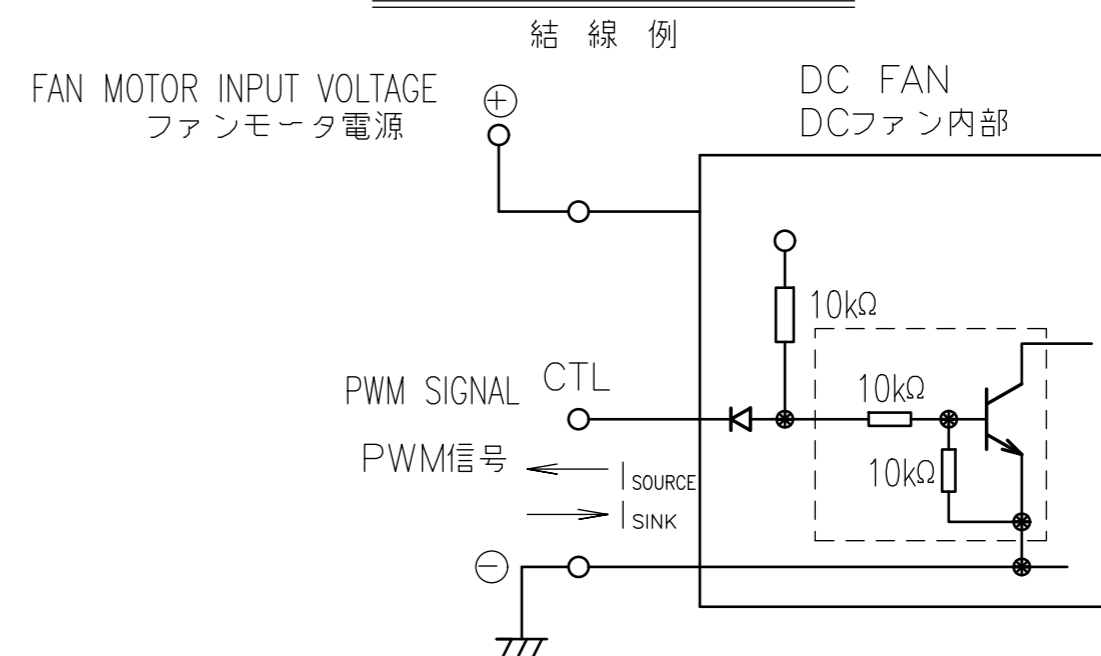 結 線 例
FAN MOTOR INPUT VOLTAGE
ファンモータ電源
⊕
DC FAN
DCファン内部
10kΩ
PWM SIGNAL CTL
10kΩ
PWM信号
ISOURCE
10kΩ
ISINK
⊖